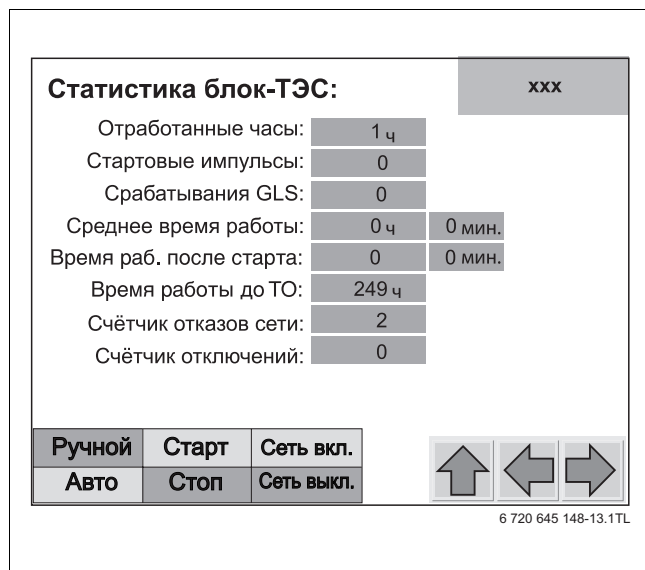 Статистика блок-ТЭС: xxx
Отработанные часы: 1 ч
Стартовые импульсы: 0
Срабатывания GLS: 0
Среднее время работы: 0 ч 0 мин.
Время раб. после старта: 0 0 мин.
Время работы до ТО: 249 ч
Счётчик отказов сети: 2
Счётчик отключений: 0
Ручной Старт Сеть вкл.
Авто Стоп Сеть выкл.
6 720 645 148-13.1TL